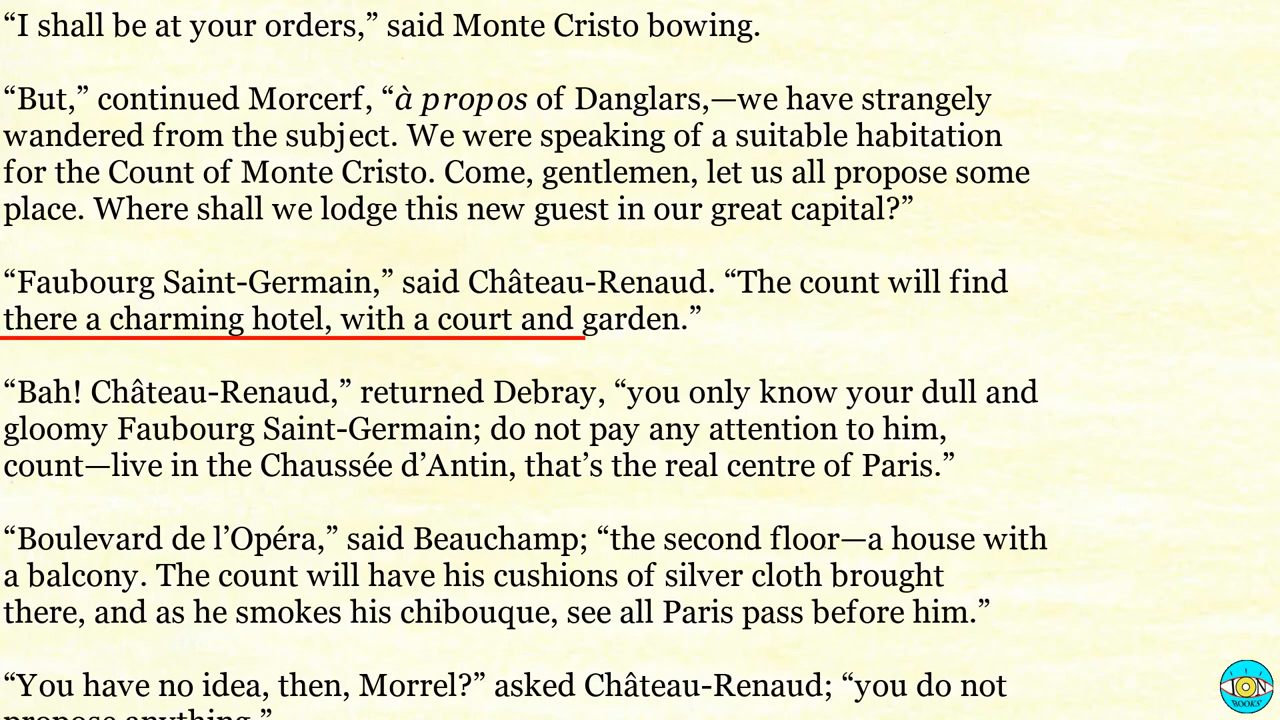 “I shall be at your orders,” said Monte Cristo bowing.
“But,” continued Morcerf, “à propos of Danglars,—we have strangely
wandered from the subject. We were speaking of a suitable habitation
for the Count of Monte Cristo. Come, gentlemen, let us all propose some
place. Where shall we lodge this new guest in our great capital?”
“Faubourg Saint-Germain,” said Château-Renaud. “The count will find
there a charming hotel, with a court and garden.”
“Bah! Château-Renaud,” returned Debray, “you only know your dull and
gloomy Faubourg Saint-Germain; do not pay any attention to him,
count—live in the Chaussée d’Antin, that’s the real centre of Paris.”
“Boulevard de l’Opéra,” said Beauchamp; “the second floor—a house with
a balcony. The count will have his cushions of silver cloth brought
there, and as he smokes his chibouque, see all Paris pass before him.”
“You have no idea, then, Morrel?” asked Château-Renaud; “you do not
propose anything.”
ION
BOOKS